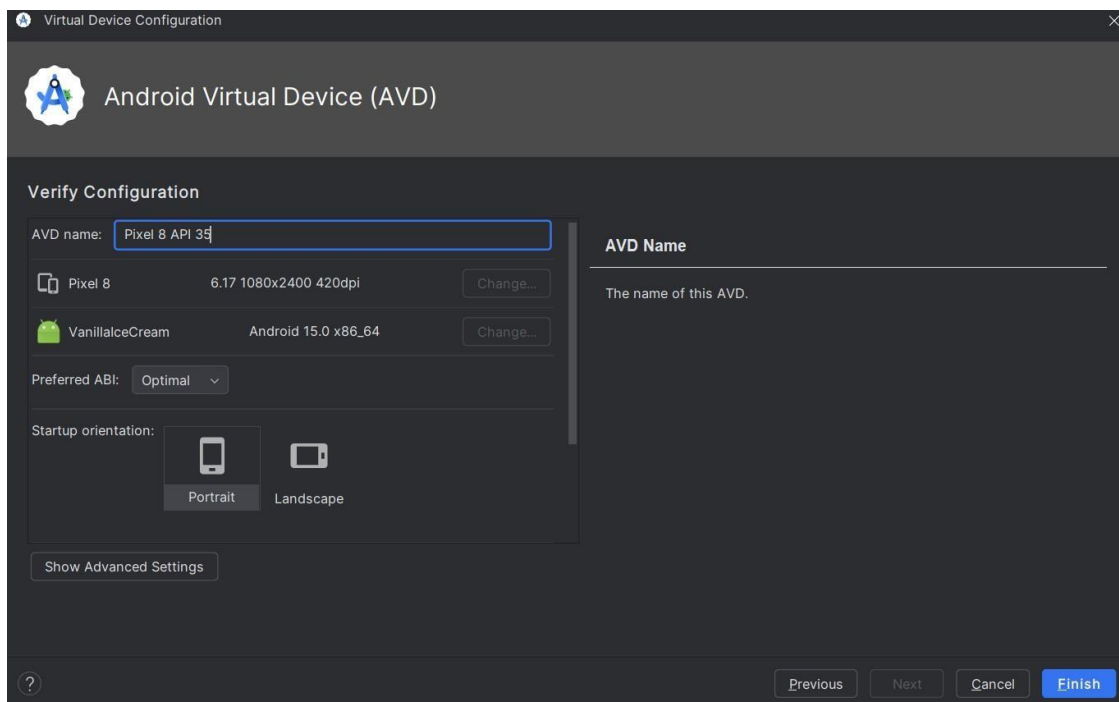 Virtual Device Configuration
Android Virtual Device (AVD)
Verify Configuration
AVD name: Pixel 8 API 35
Pixel 8 6.17 1080x2400 420dpi Change...
VanillaIceCream Android 15.0 x86_64 Change...
Preferred ABI: Optimal
Startup orientation:
Portrait Landscape
Show Advanced Settings
AVD Name
The name of this AVD.
? Previous Next Cancel Finish